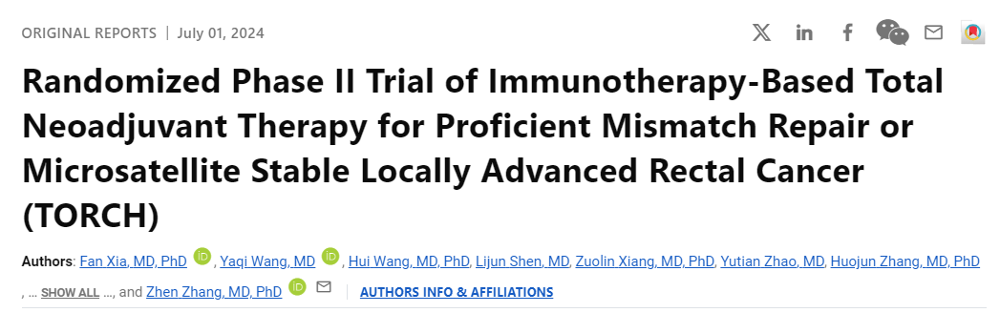 ORIGINAL REPORTS | July 01, 2024
Randomized Phase II Trial of Immunotherapy-Based Total
Neoadjuvant Therapy for Proficient Mismatch Repair or
Microsatellite Stable Locally Advanced Rectal Cancer
(TORCH)
Authors: Fan Xia, MD, PhD iD, Yaqi Wang, MD iD, Hui Wang, MD, PhD, Lijun Shen, MD, Zuolin Xiang, MD, PhD, Yutian Zhao, MD, Huojun Zhang, MD, PhD
, ... SHOW ALL ..., and Zhen Zhang, MD, PhD iD | AUTHORS INFO & AFFILIATIONS